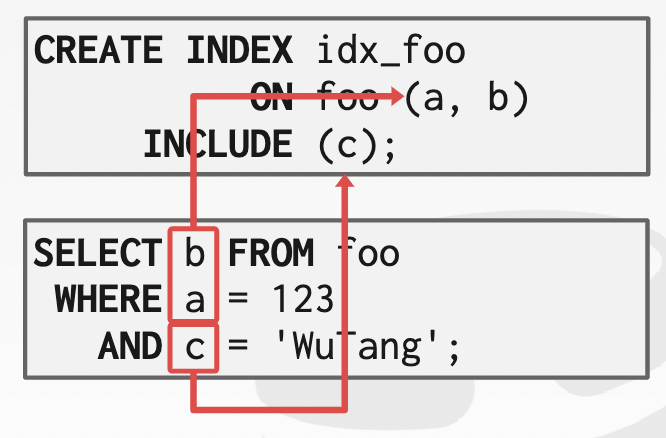 CREATE INDEX idx_foo
ON foo (a, b)
INCLUDE (c);
SELECT b FROM foo
WHERE a = 123
AND c = 'WuTang';